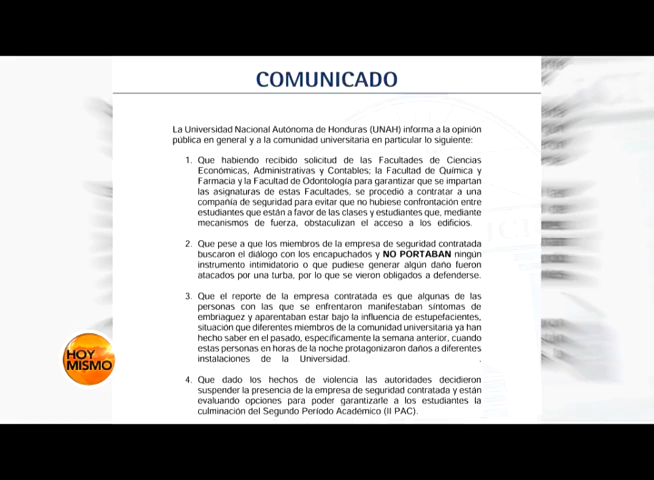 COMUNICADO
La Universidad Nacional Autónoma de Honduras (UNAH) informa a la opinión
pública en general y a la comunidad universitaria en particular lo siguiente:
1. Que habiendo recibido solicitud de las Facultades de Ciencias
Económicas, Administrativas y Contables; la Facultad de Química y
Farmacia y la Facultad de Odontología para garantizar que se impartan
las asignaturas de estas Facultades, se procedió a contratar a una
compañía de seguridad para evitar que no hubiese confrontación entre
estudiantes que están a favor de las clases y estudiantes que, mediante
mecanismos de fuerza, obstaculizan el acceso a los edificios.
2. Que pese a que los miembros de la empresa de seguridad contratada
buscaron el diálogo con los encapuchados y NO PORTABAN ningún
instrumento intimidatorio o que pudiese generar algún daño fueron
atacados por una turba, por lo que se vieron obligados a defenderse.
3. Que el reporte de la empresa contratada es que algunas de las
personas con las que se enfrentaron manifestaban síntomas de
embriaguez y aparentaban estar bajo la influencia de estupefacientes,
situación que diferentes miembros de la comunidad universitaria ya han
hecho saber en el pasado, específicamente la semana anterior, cuando
estas personas en horas de la noche protagonizaron daños a diferentes
instalaciones de la Universidad. .
4. Que dado los hechos de violencia las autoridades decidieron
suspender la presencia de la empresa de seguridad contratada y están
evaluando opciones para poder garantizarle a los estudiantes la
culminación del Segundo Período Académico (II PAC).
HOY
MISMO